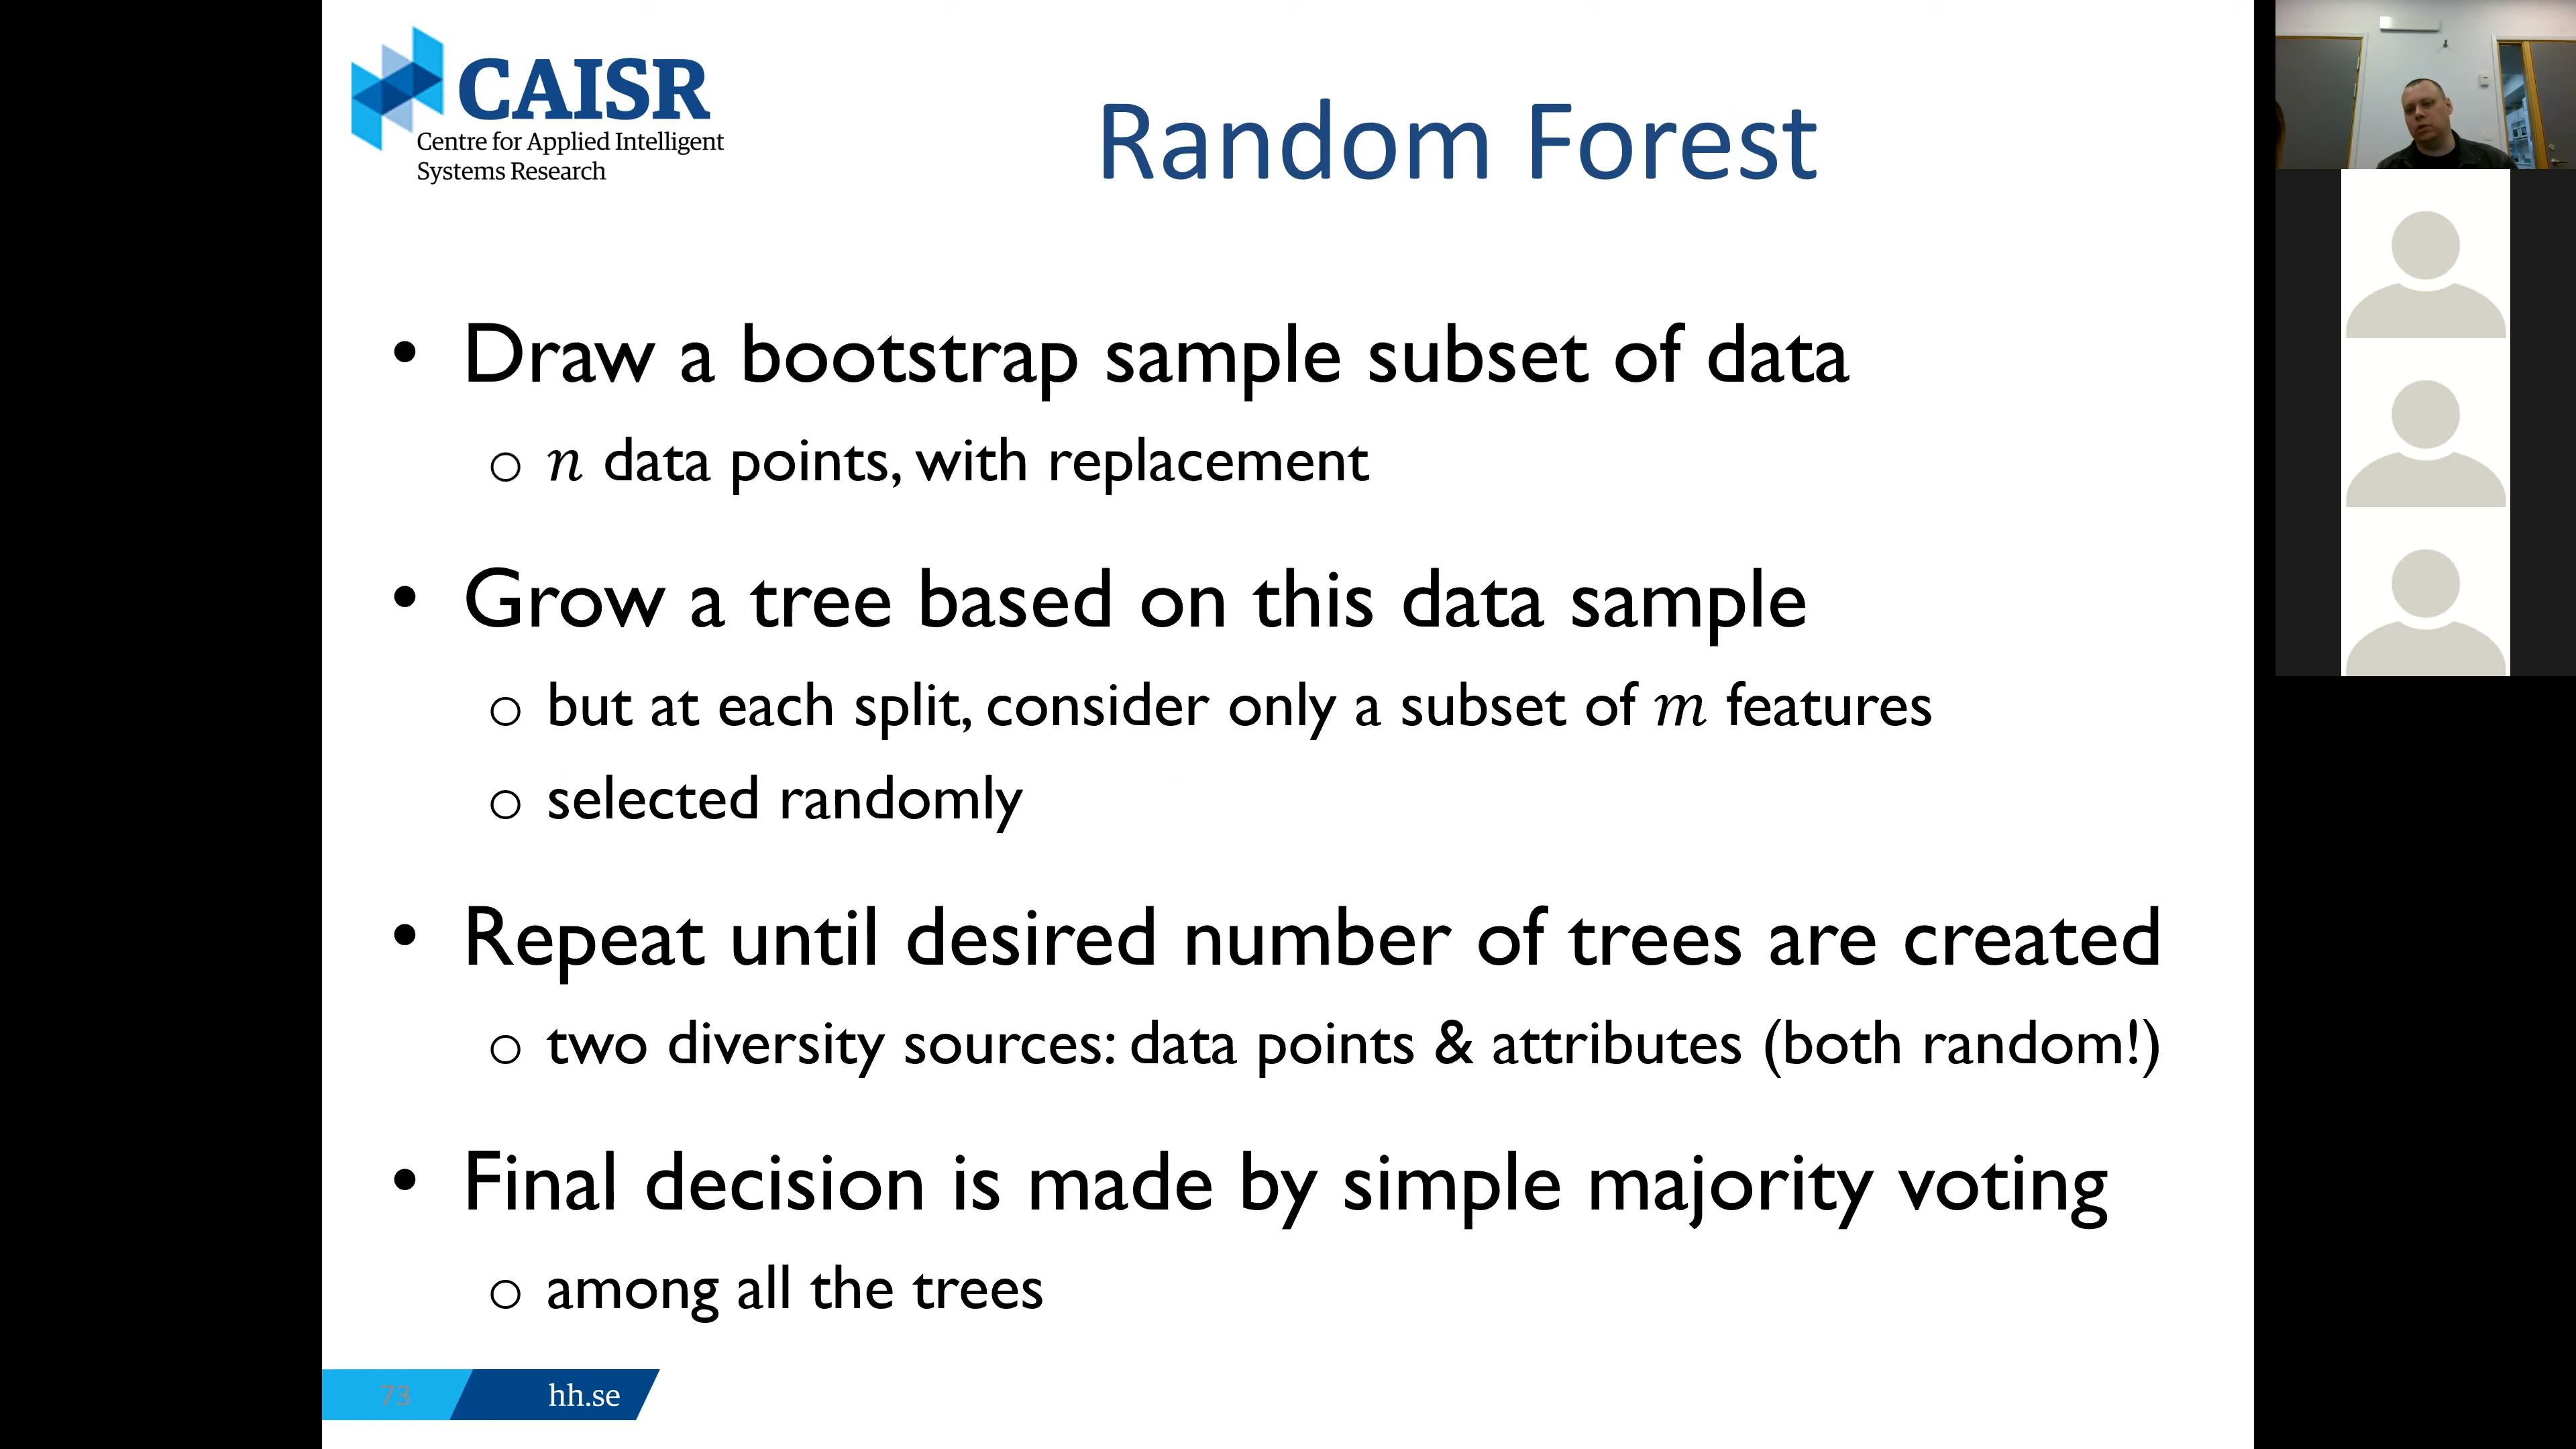 CAISR
Centre for Applied Intelligent
Systems Research
Random Forest
• Draw a bootstrap sample subset of data
o n data points, with replacement
• Grow a tree based on this data sample
o but at each split, consider only a subset of m features
o selected randomly
• Repeat until desired number of trees are created
o two diversity sources: data points & attributes (both random!)
• Final decision is made by simple majority voting
o among all the trees
73
hh.se